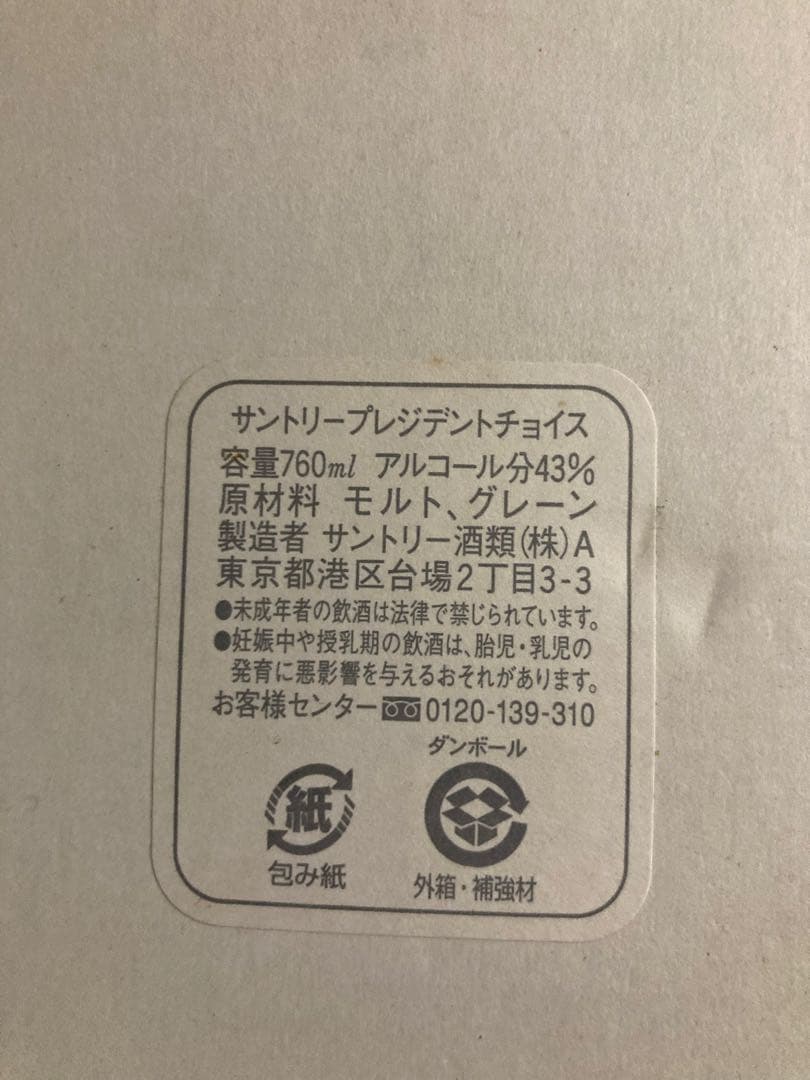 サントリープレジデントチョイス
容量760ml アルコール分43%
原材料 モルト、グレーン
製造者 サントリー酒類(株)A
東京都港区台場2丁目3-3
●未成年者の飲酒は法律で禁じられています。
●妊娠中や授乳期の飲酒は、胎児・乳児の
発育に悪影響を与えるおそれがあります。
お客様センター 0120-139-310
ダンボール
紙
包み紙
外箱・補強材